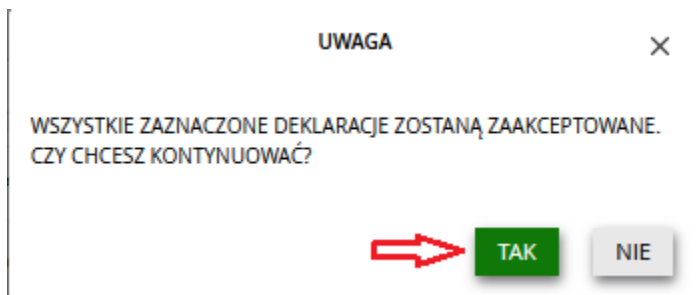 UWAGA
WSZYSTKIE ZAZNACZONE DEKLARACJE ZOSTANĄ ZAAKCEPTOWANE.
CZY CHCESZ KONTYNUOWAĆ?
TAK NIE